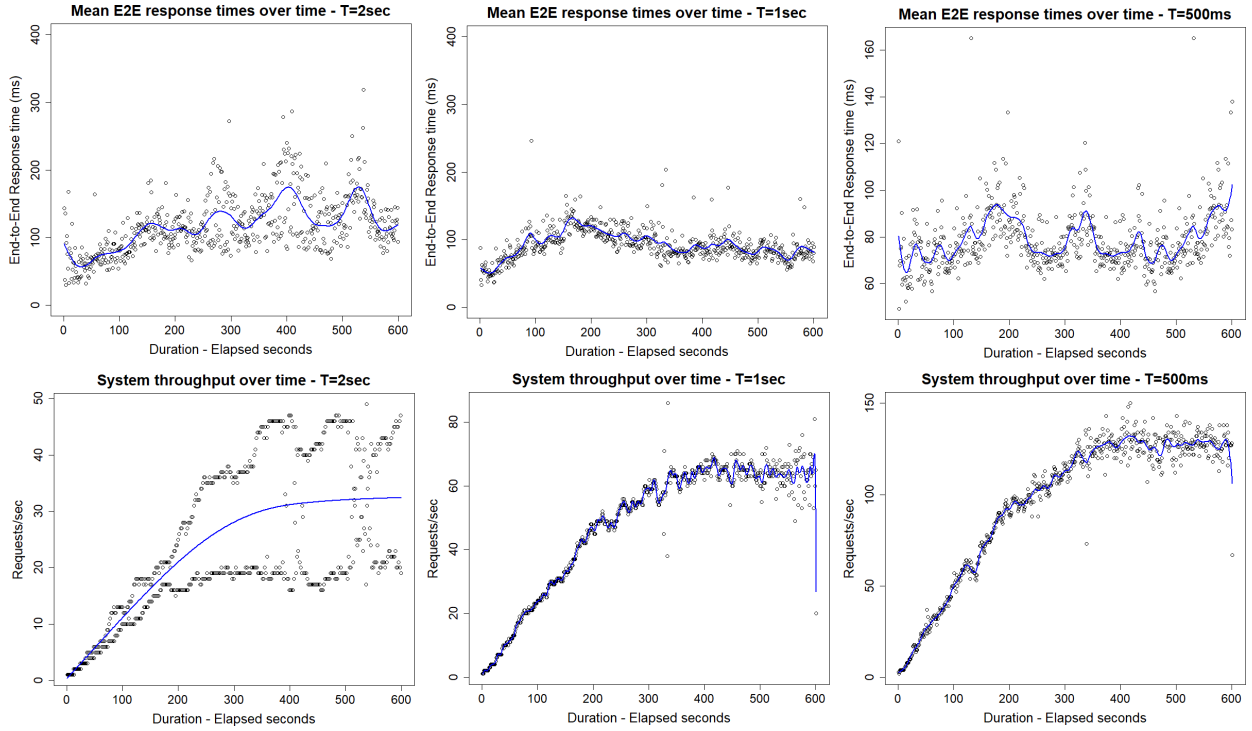 Mean E2E response times over time - T=2sec
End-to-End Response time (ms)
400
300
200
100
0
0 100 200 300 400 500 600
Duration - Elapsed seconds
Mean E2E response times over time - T=1sec
End-to-End Response time (ms)
400
300
200
100
0
0 100 200 300 400 500 600
Duration - Elapsed seconds
Mean E2E response times over time - T=500ms
End-to-End Response time (ms)
160
140
120
100
80
60
0 100 200 300 400 500 600
Duration - Elapsed seconds
System throughput over time - T=2sec
Requests/sec
50
40
30
20
10
0
0 100 200 300 400 500 600
Duration - Elapsed seconds
System throughput over time - T=1sec
Requests/sec
80
60
40
20
0
0 100 200 300 400 500 600
Duration - Elapsed seconds
System throughput over time - T=500ms
Requests/sec
150
100
50
0
0 100 200 300 400 500 600
Duration - Elapsed seconds